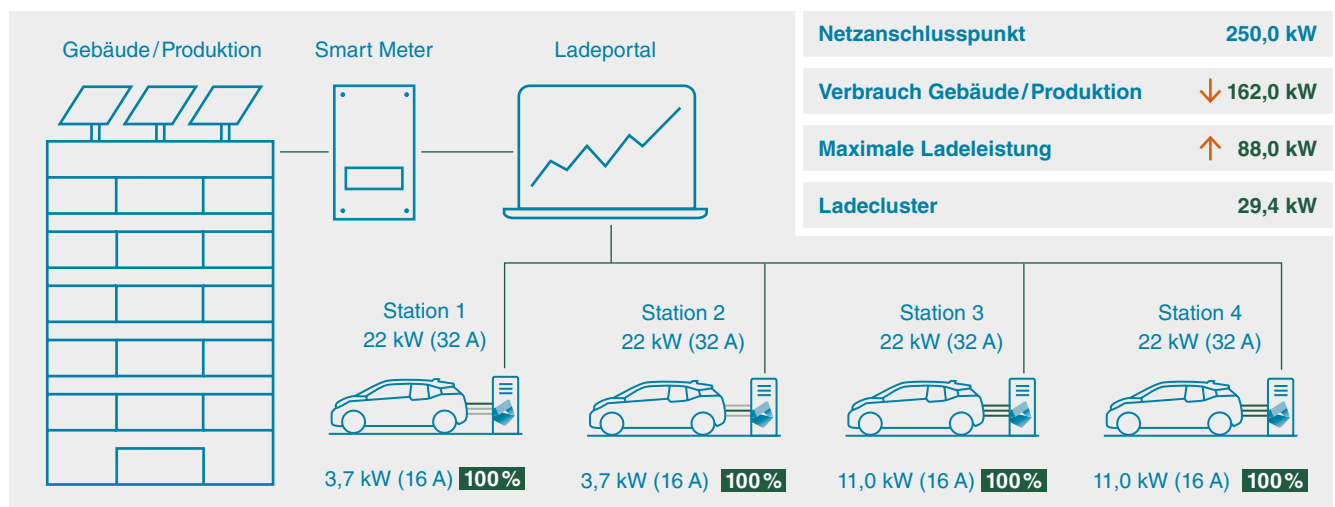 Gebäude/Produktion
Smart Meter
Ladeportal
Netzanschlusspunkt 250,0 kW
Verbrauch Gebäude/Produktion ↓ 162,0 kW
Maximale Ladeleistung ↑ 88,0 kW
Ladecluster 29,4 kW
Station 1
22 kW (32 A)
Station 2
22 kW (32 A)
Station 3
22 kW (32 A)
Station 4
22 kW (32 A)
3,7 kW (16 A) 100%
3,7 kW (16 A) 100%
11,0 kW (16 A) 100%
11,0 kW (16 A) 100%